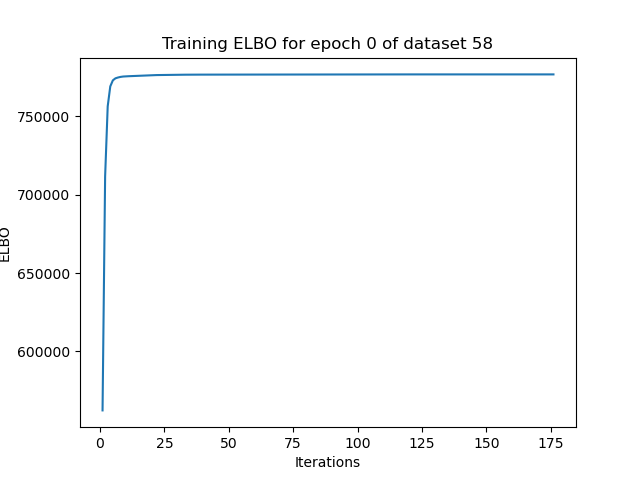 Training ELBO for epoch 0 of dataset 58
ELBO
750000
700000
650000
600000
0 25 50 75 100 125 150 175
Iterations